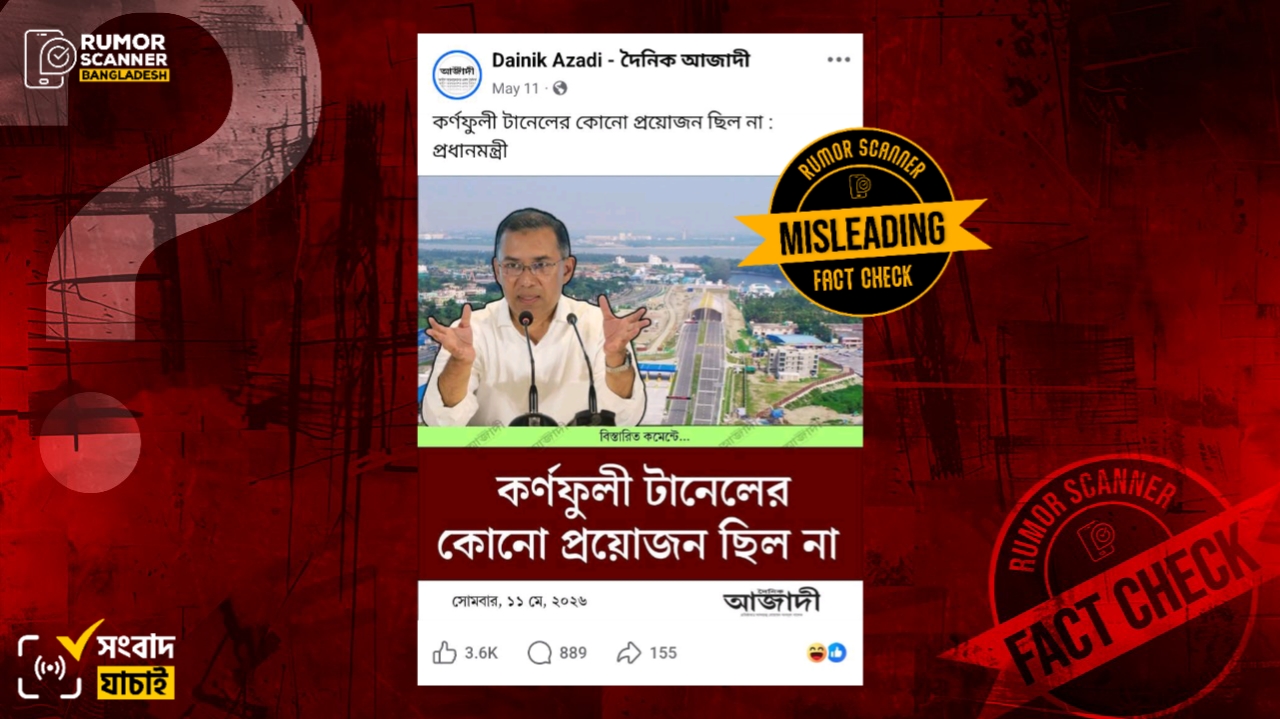 RUMOR
SCANNER
BANGLADESH
Dainik Azadi - দৈনিক আজাদী
May 11
কর্ণফুলী টানেলের কোনো প্রয়োজন ছিল না :
প্রধানমন্ত্রী
RUMOR SCANNER
MISLEADING
FACT CHECK
বিস্তারিত কমেন্টে...
কর্ণফুলী টানেলের
কোনো প্রয়োজন ছিল না
সোমবার, ১১ মে, ২০২৬
দৈনিক
আজাদী
3.6K 889 155
সংবাদ
যাচাই
RUMOR SCANNER
FACT CHECK